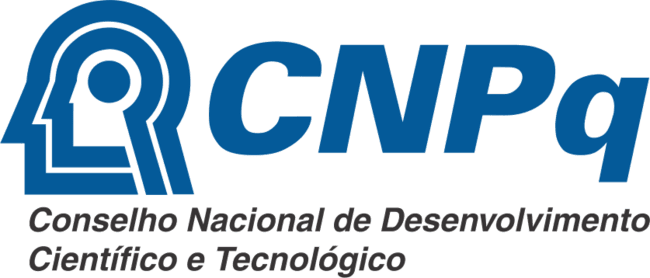 CNPq
Conselho Nacional de Desenvolvimento
Científico e Tecnológico